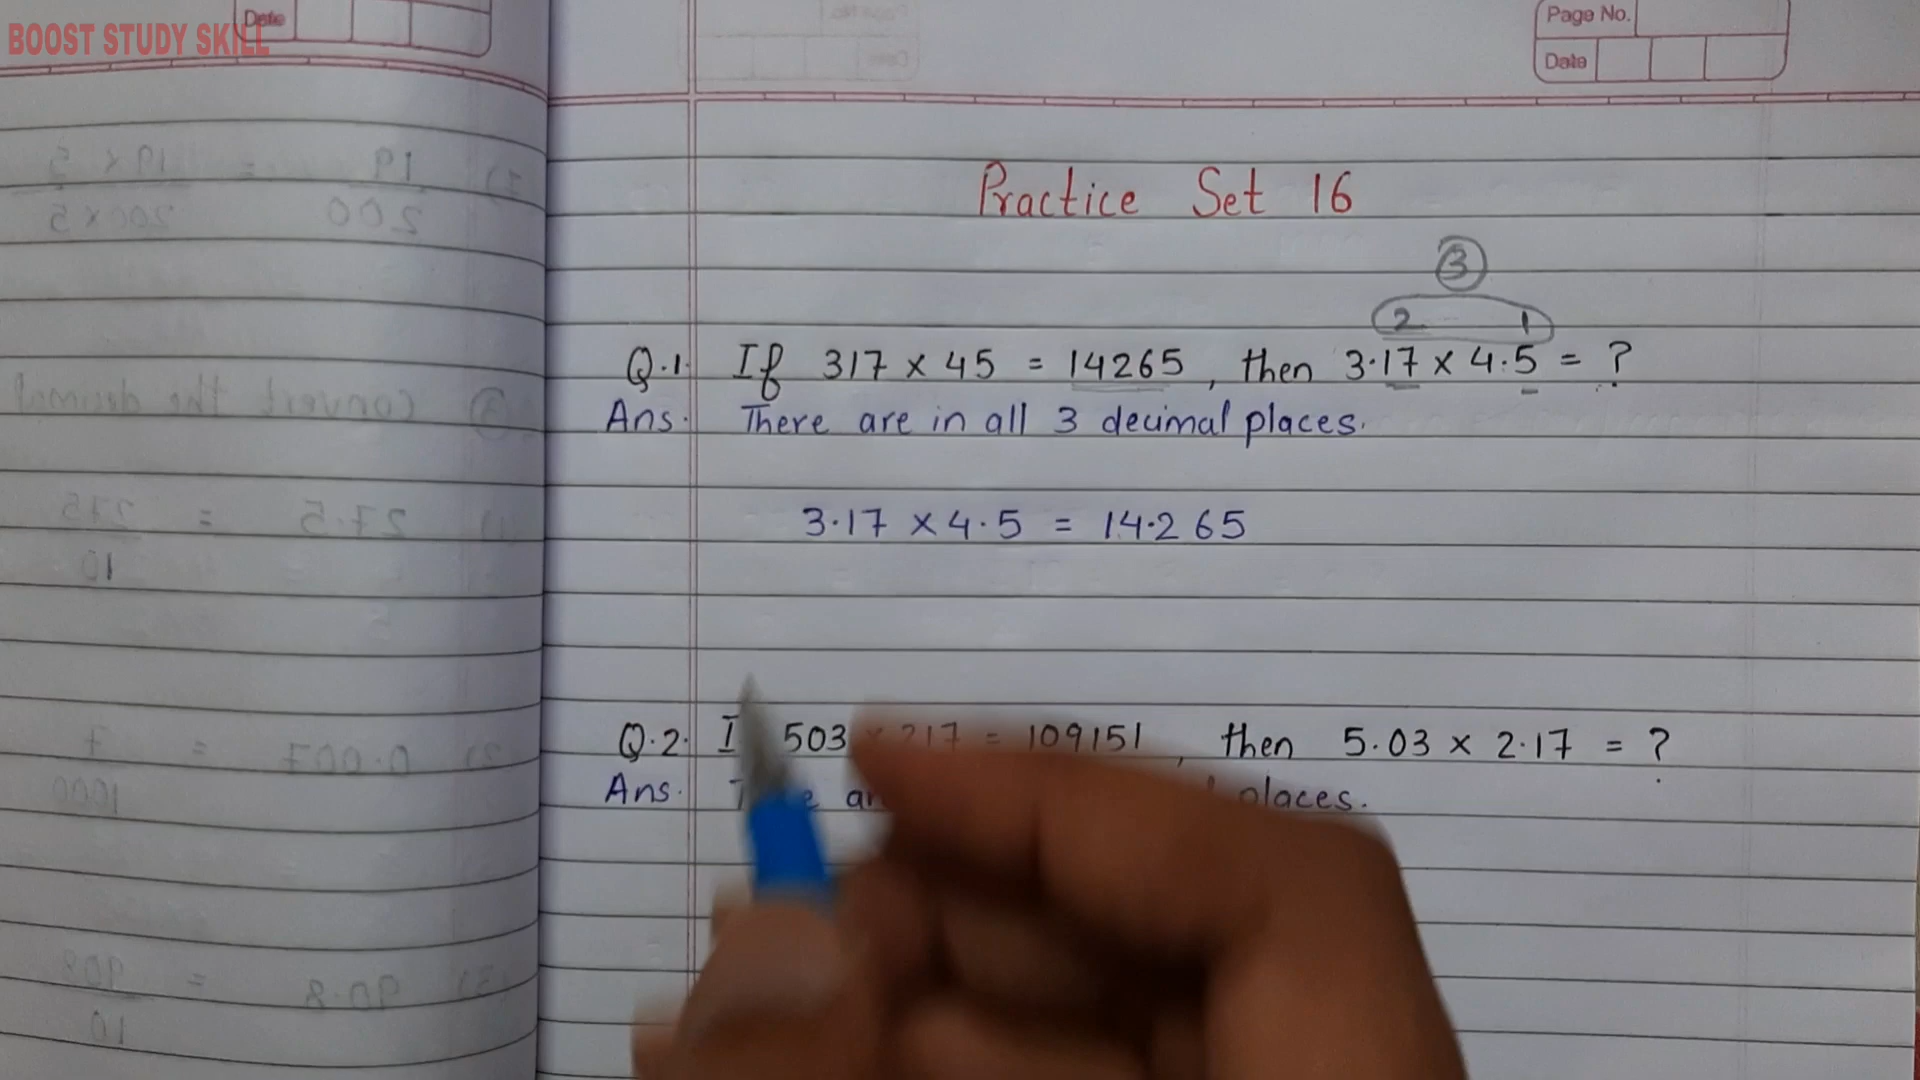 BOOST STUDY SKILL
Date
Page No.
Date
Practice Set 16
3
2 1
Q.1. If 317 × 45 = 14265, then 3.17 × 4.5 = ?
Ans. There are in all 3 decimal places.
3.17 × 4.5 = 14.265
Q.2. 503 × 217 = 109151, then 5.03 × 2.17 = ?
Ans. places.